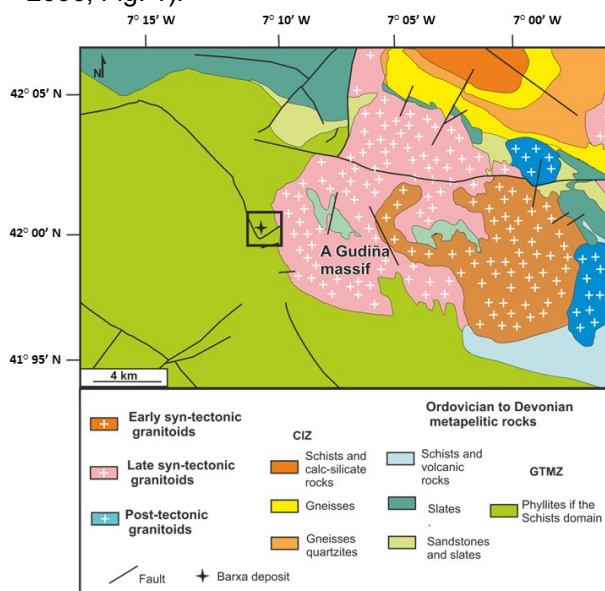 2006, Fig. 1).
7° 15' W
7° 10' W
7° 05' W
7° 00' W
N
42° 05' N
42° 00' N
41° 95' N
A Gudiña
massif
4 km
Early syn-tectonic
granitoids
Late syn-tectonic
granitoids
Post-tectonic
granitoids
Fault
Barxa deposit
CIZ
Schists and
calc-silicate
rocks
Gneisses
Gneisses
quartzites
Ordovician to Devonian
metapelitic rocks
Schists and
volcanic
rocks
Slates
.
Sandstones
and slates
GTMZ
Phyllites if the
Schists domain